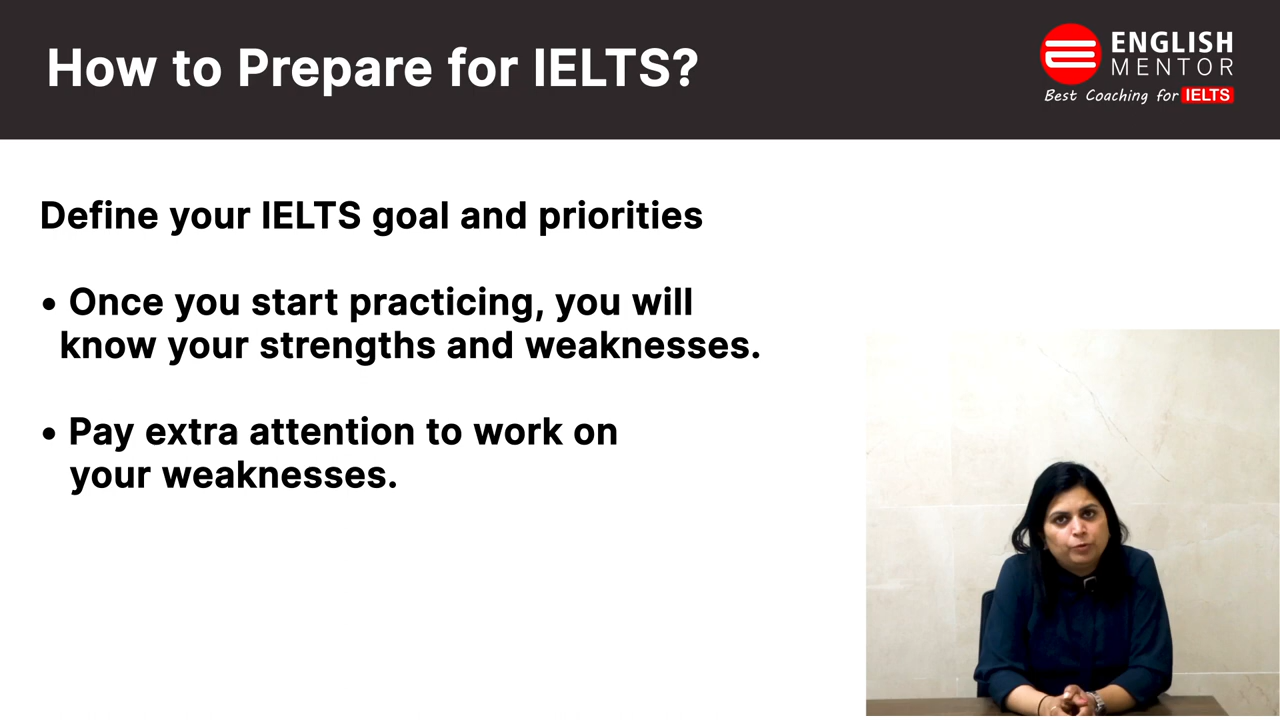 How to Prepare for IELTS?
ENGLISH
MENTOR
Best Coaching for IELTS
Define your IELTS goal and priorities
• Once you start practicing, you will
know your strengths and weaknesses.
• Pay extra attention to work on
your weaknesses.